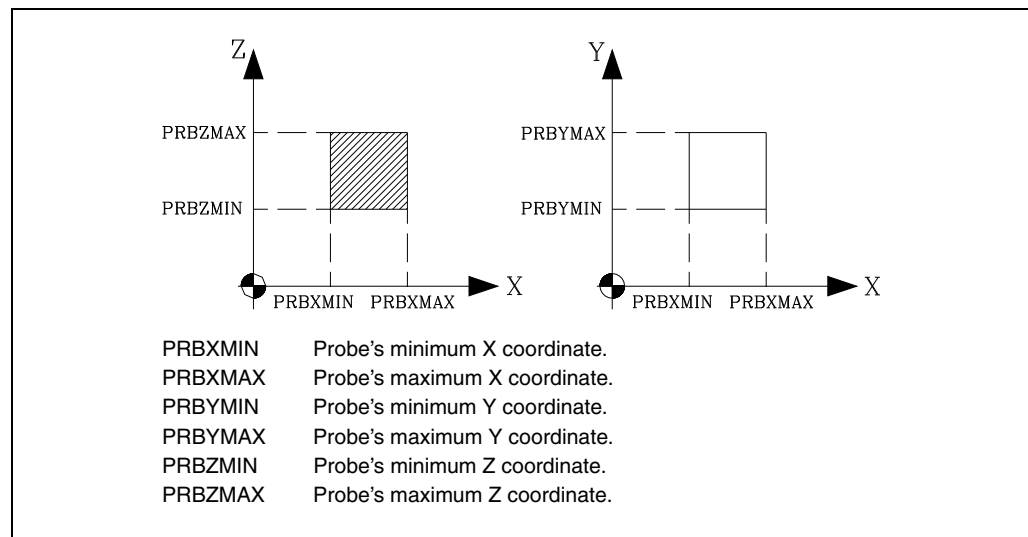 Z
Y
PRBZMAX
PRBYMAX
PRBZMIN
PRBYMIN
X
X
PRBXMIN PRBXMAX
PRBXMIN PRBXMAX
PRBXMIN Probe's minimum X coordinate.
PRBXMAX Probe's maximum X coordinate.
PRBYMIN Probe's minimum Y coordinate.
PRBYMAX Probe's maximum Y coordinate.
PRBZMIN Probe's minimum Z coordinate.
PRBZMAX Probe's maximum Z coordinate.